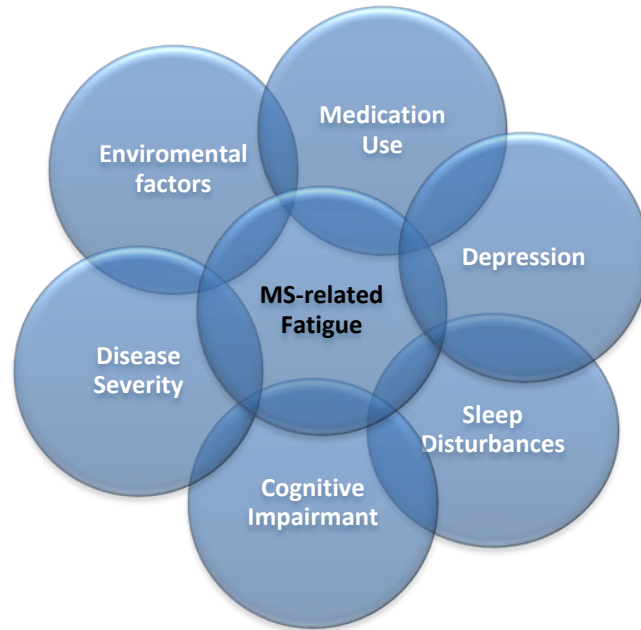 Medication
Use
Enviromental
factors
Depression
MS-related
Fatigue
Disease
Severity
Sleep
Disturbances
Cognitive
Impairmant